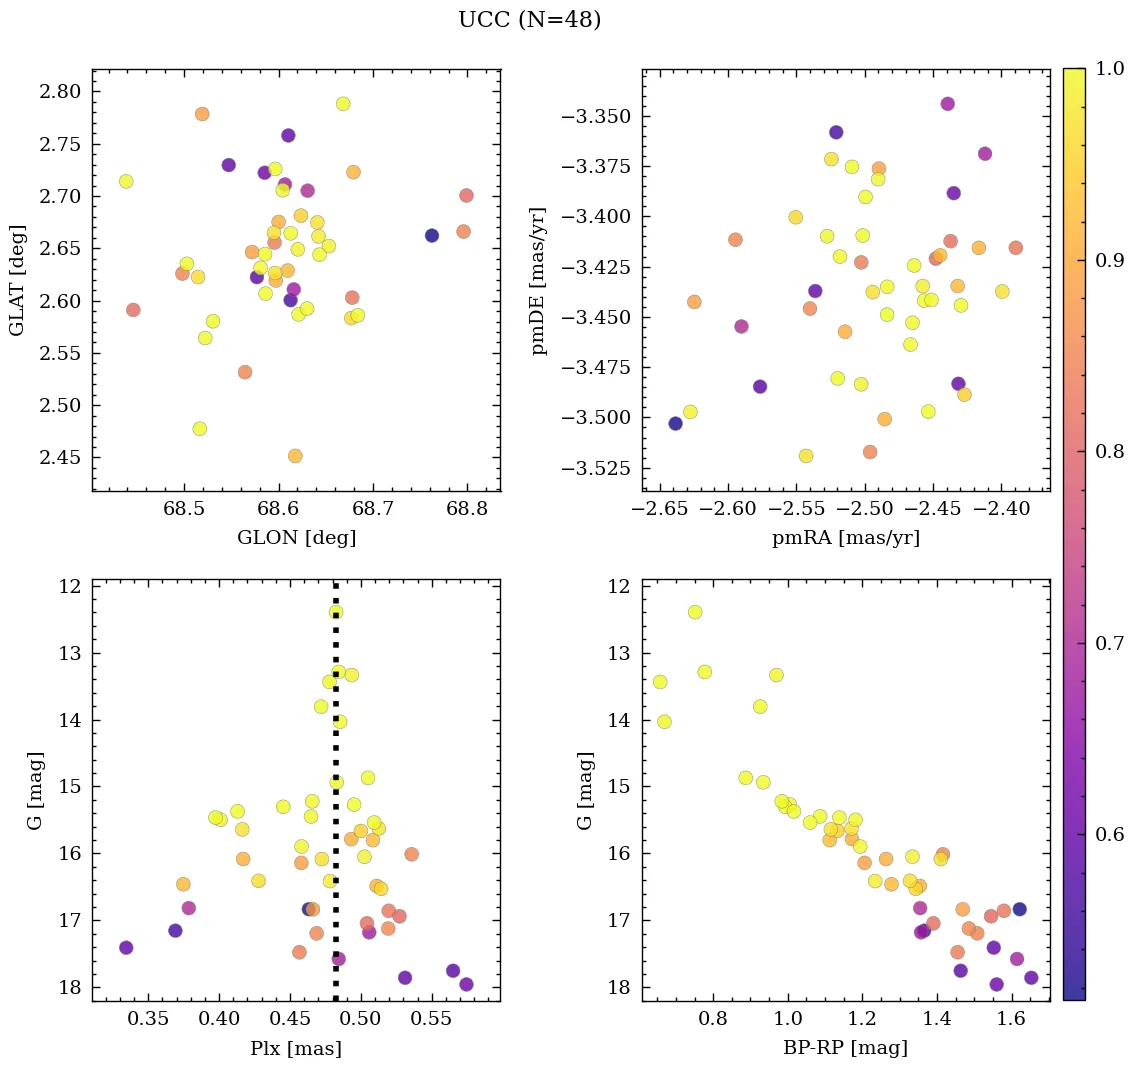 UCC (N=48)
2.80
2.75
2.70
2.65
2.60
2.55
2.50
2.45
GLAT [deg]
68.5 68.6 68.7 68.8
GLON [deg]
−3.350
−3.375
−3.400
−3.425
−3.450
−3.475
−3.500
−3.525
pmDE [mas/yr]
−2.65 −2.60 −2.55 −2.50 −2.45 −2.40
pmRA [mas/yr]
12
13
14
15
16
17
18
G [mag]
0.35 0.40 0.45 0.50 0.55
Plx [mas]
12
13
14
15
16
17
18
G [mag]
0.8 1.0 1.2 1.4 1.6
BP-RP [mag]
1.0
0.9
0.8
0.7
0.6